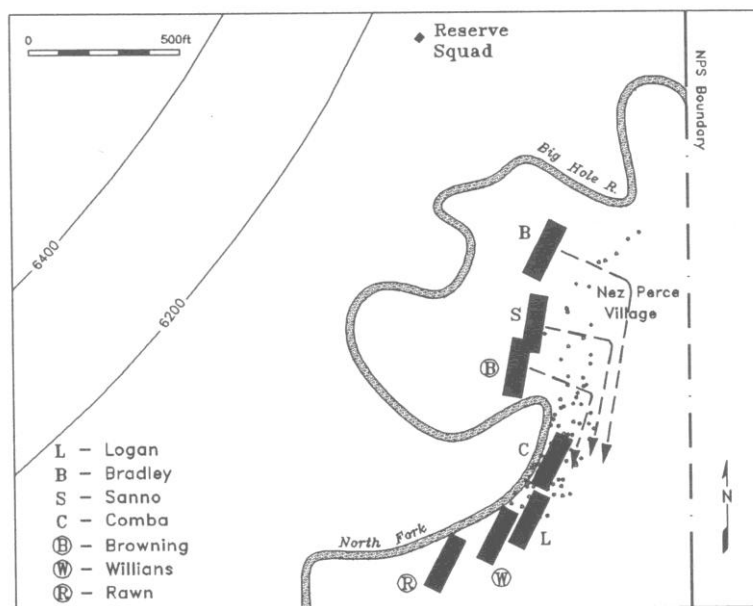 0 500ft
Reserve
Squad
NPS Boundary
Big Hole R.
6400
6200
B
Nez Perce
Village
S
B
C
L
W
R
North Fork
N
L – Logan
B – Bradley
S – Sanno
C – Comba
Ⓑ – Browning
Ⓦ – Willians
Ⓡ – Rawn